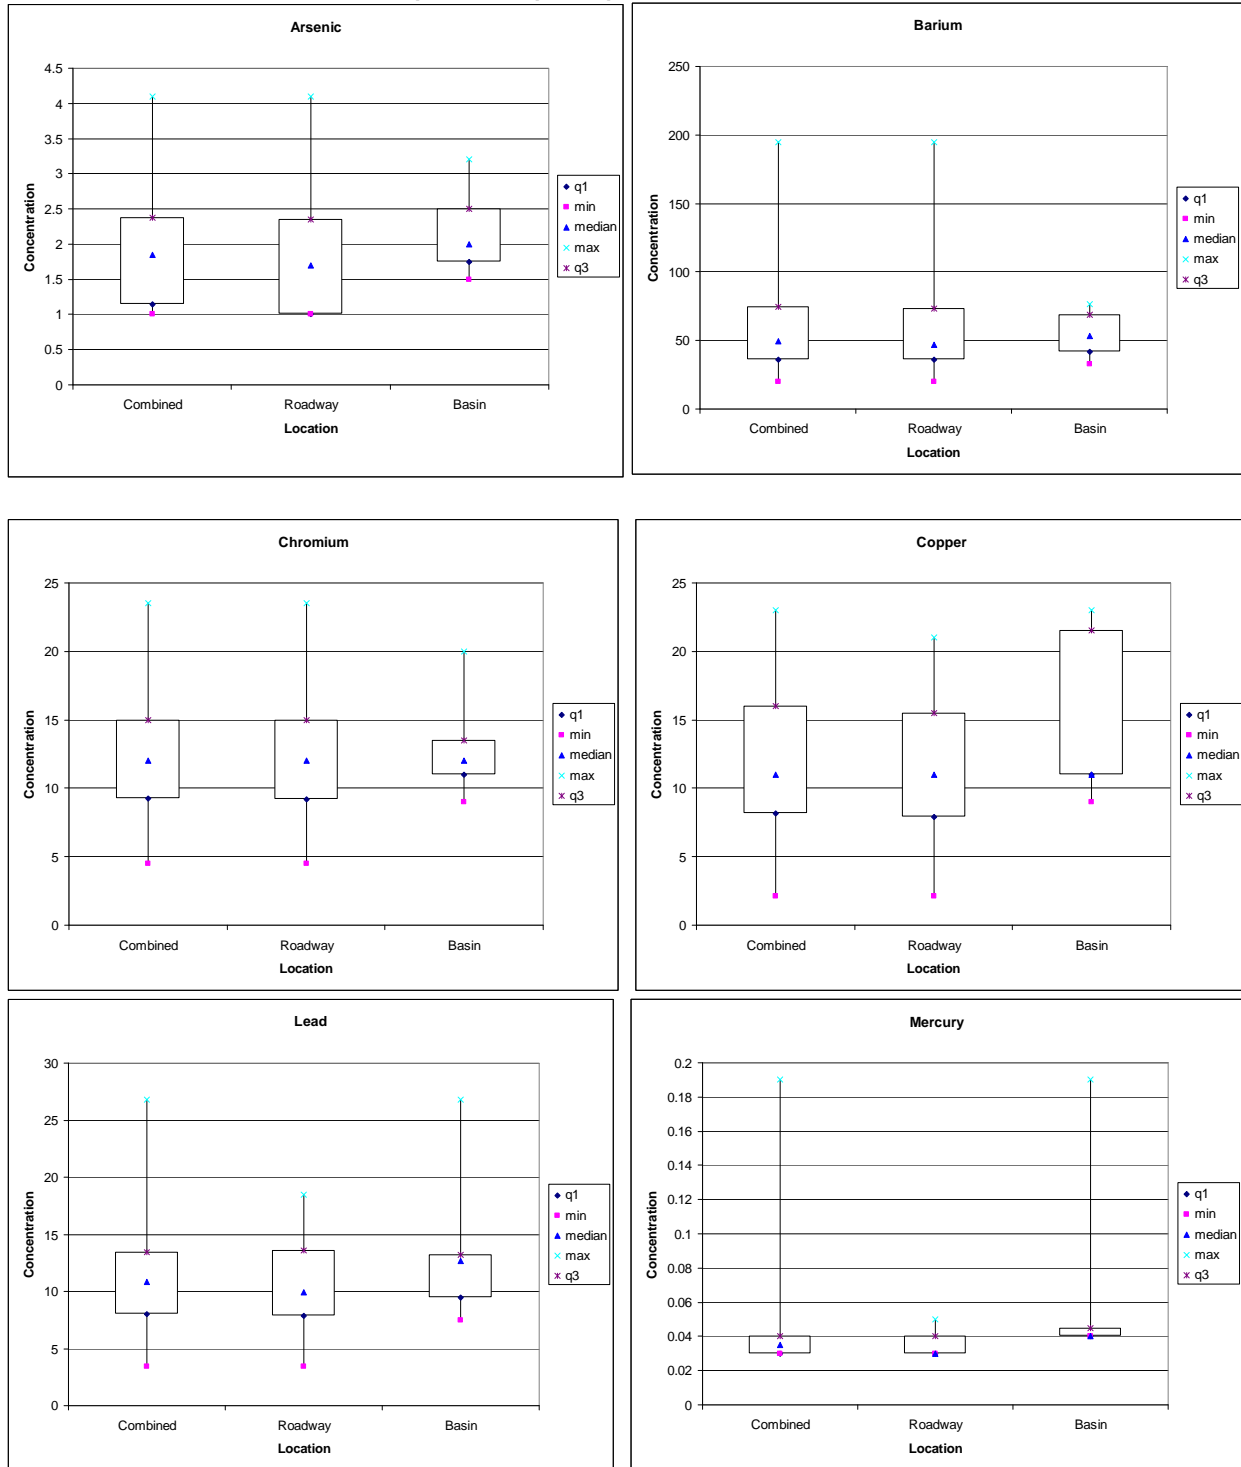 Arsenic
4.5
4
3.5
3
2.5
2
1.5
1
0.5
0
Concentration
Combined Roadway Basin
Location
q1
min
median
max
q3
Barium
250
200
150
100
50
0
Concentration
Combined Roadway Basin
Location
q1
min
median
max
q3
Chromium
25
20
15
10
5
0
Concentration
Combined Roadway Basin
Location
q1
min
median
max
q3
Copper
25
20
15
10
5
0
Concentration
Combined Roadway Basin
Location
q1
min
median
max
q3
Lead
30
25
20
15
10
5
0
Concentration
Combined Roadway Basin
Location
q1
min
median
max
q3
Mercury
0.2
0.18
0.16
0.14
0.12
0.1
0.08
0.06
0.04
0.02
0
Concentration
Combined Roadway Basin
Location
q1
min
median
max
q3